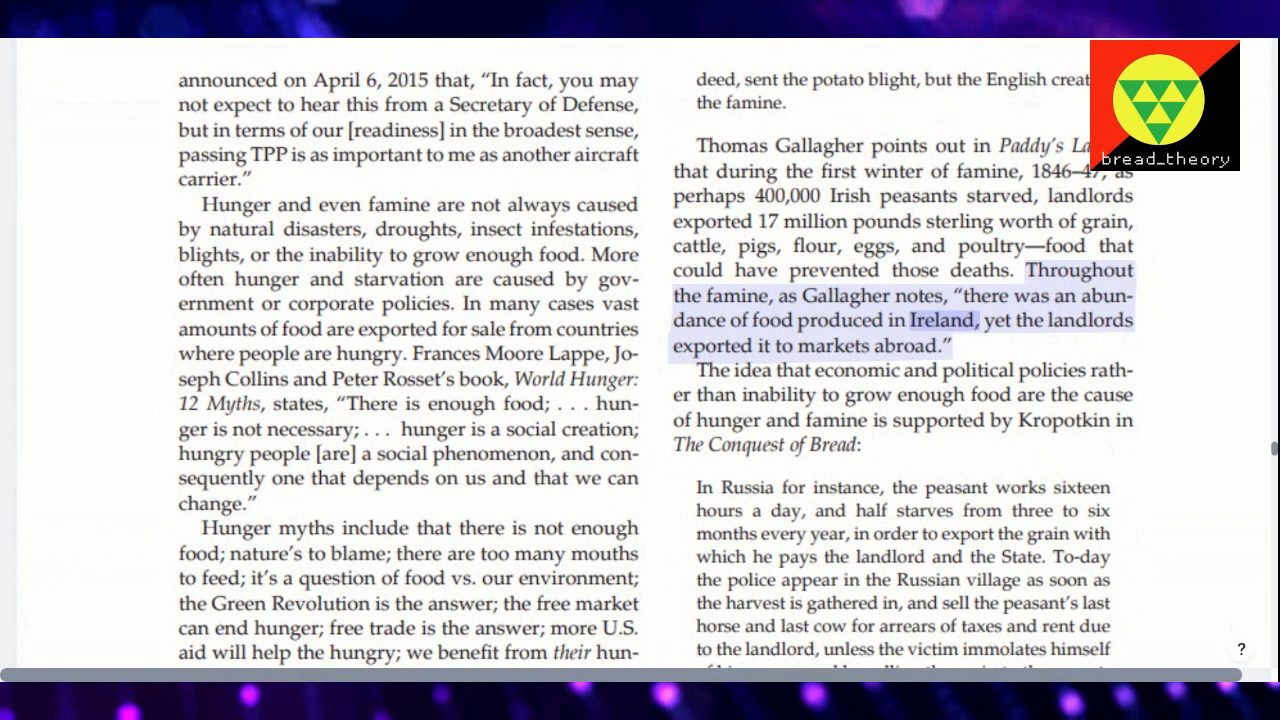 announced on April 6, 2015 that, “In fact, you may
not expect to hear this from a Secretary of Defense,
but in terms of our [readiness] in the broadest sense,
passing TPP is as important to me as another aircraft
carrier.”
Hunger and even famine are not always caused
by natural disasters, droughts, insect infestations,
blights, or the inability to grow enough food. More
often hunger and starvation are caused by gov-
ernment or corporate policies. In many cases vast
amounts of food are exported for sale from countries
where people are hungry. Frances Moore Lappe, Jo-
seph Collins and Peter Rosset’s book, World Hunger:
12 Myths, states, “There is enough food; . . . hun-
ger is not necessary; . . . hunger is a social creation;
hungry people [are] a social phenomenon, and con-
sequently one that depends on us and that we can
change.”
Hunger myths include that there is not enough
food; nature’s to blame; there are too many mouths
to feed; it’s a question of food vs. our environment;
the Green Revolution is the answer; the free market
can end hunger; free trade is the answer; more U.S.
aid will help the hungry; we benefit from their hun-
deed, sent the potato blight, but the English creat
the famine.
Thomas Gallagher points out in Paddy’s La
that during the first winter of famine, 1846–47, as
perhaps 400,000 Irish peasants starved, landlords
exported 17 million pounds sterling worth of grain,
cattle, pigs, flour, eggs, and poultry—food that
could have prevented those deaths. Throughout
the famine, as Gallagher notes, “there was an abun-
dance of food produced in Ireland, yet the landlords
exported it to markets abroad.”
The idea that economic and political policies rath-
er than inability to grow enough food are the cause
of hunger and famine is supported by Kropotkin in
The Conquest of Bread:
In Russia for instance, the peasant works sixteen
hours a day, and half starves from three to six
months every year, in order to export the grain with
which he pays the landlord and the State. To-day
the police appear in the Russian village as soon as
the harvest is gathered in, and sell the peasant’s last
horse and last cow for arrears of taxes and rent due
to the landlord, unless the victim immolates himself
bread_theory
?